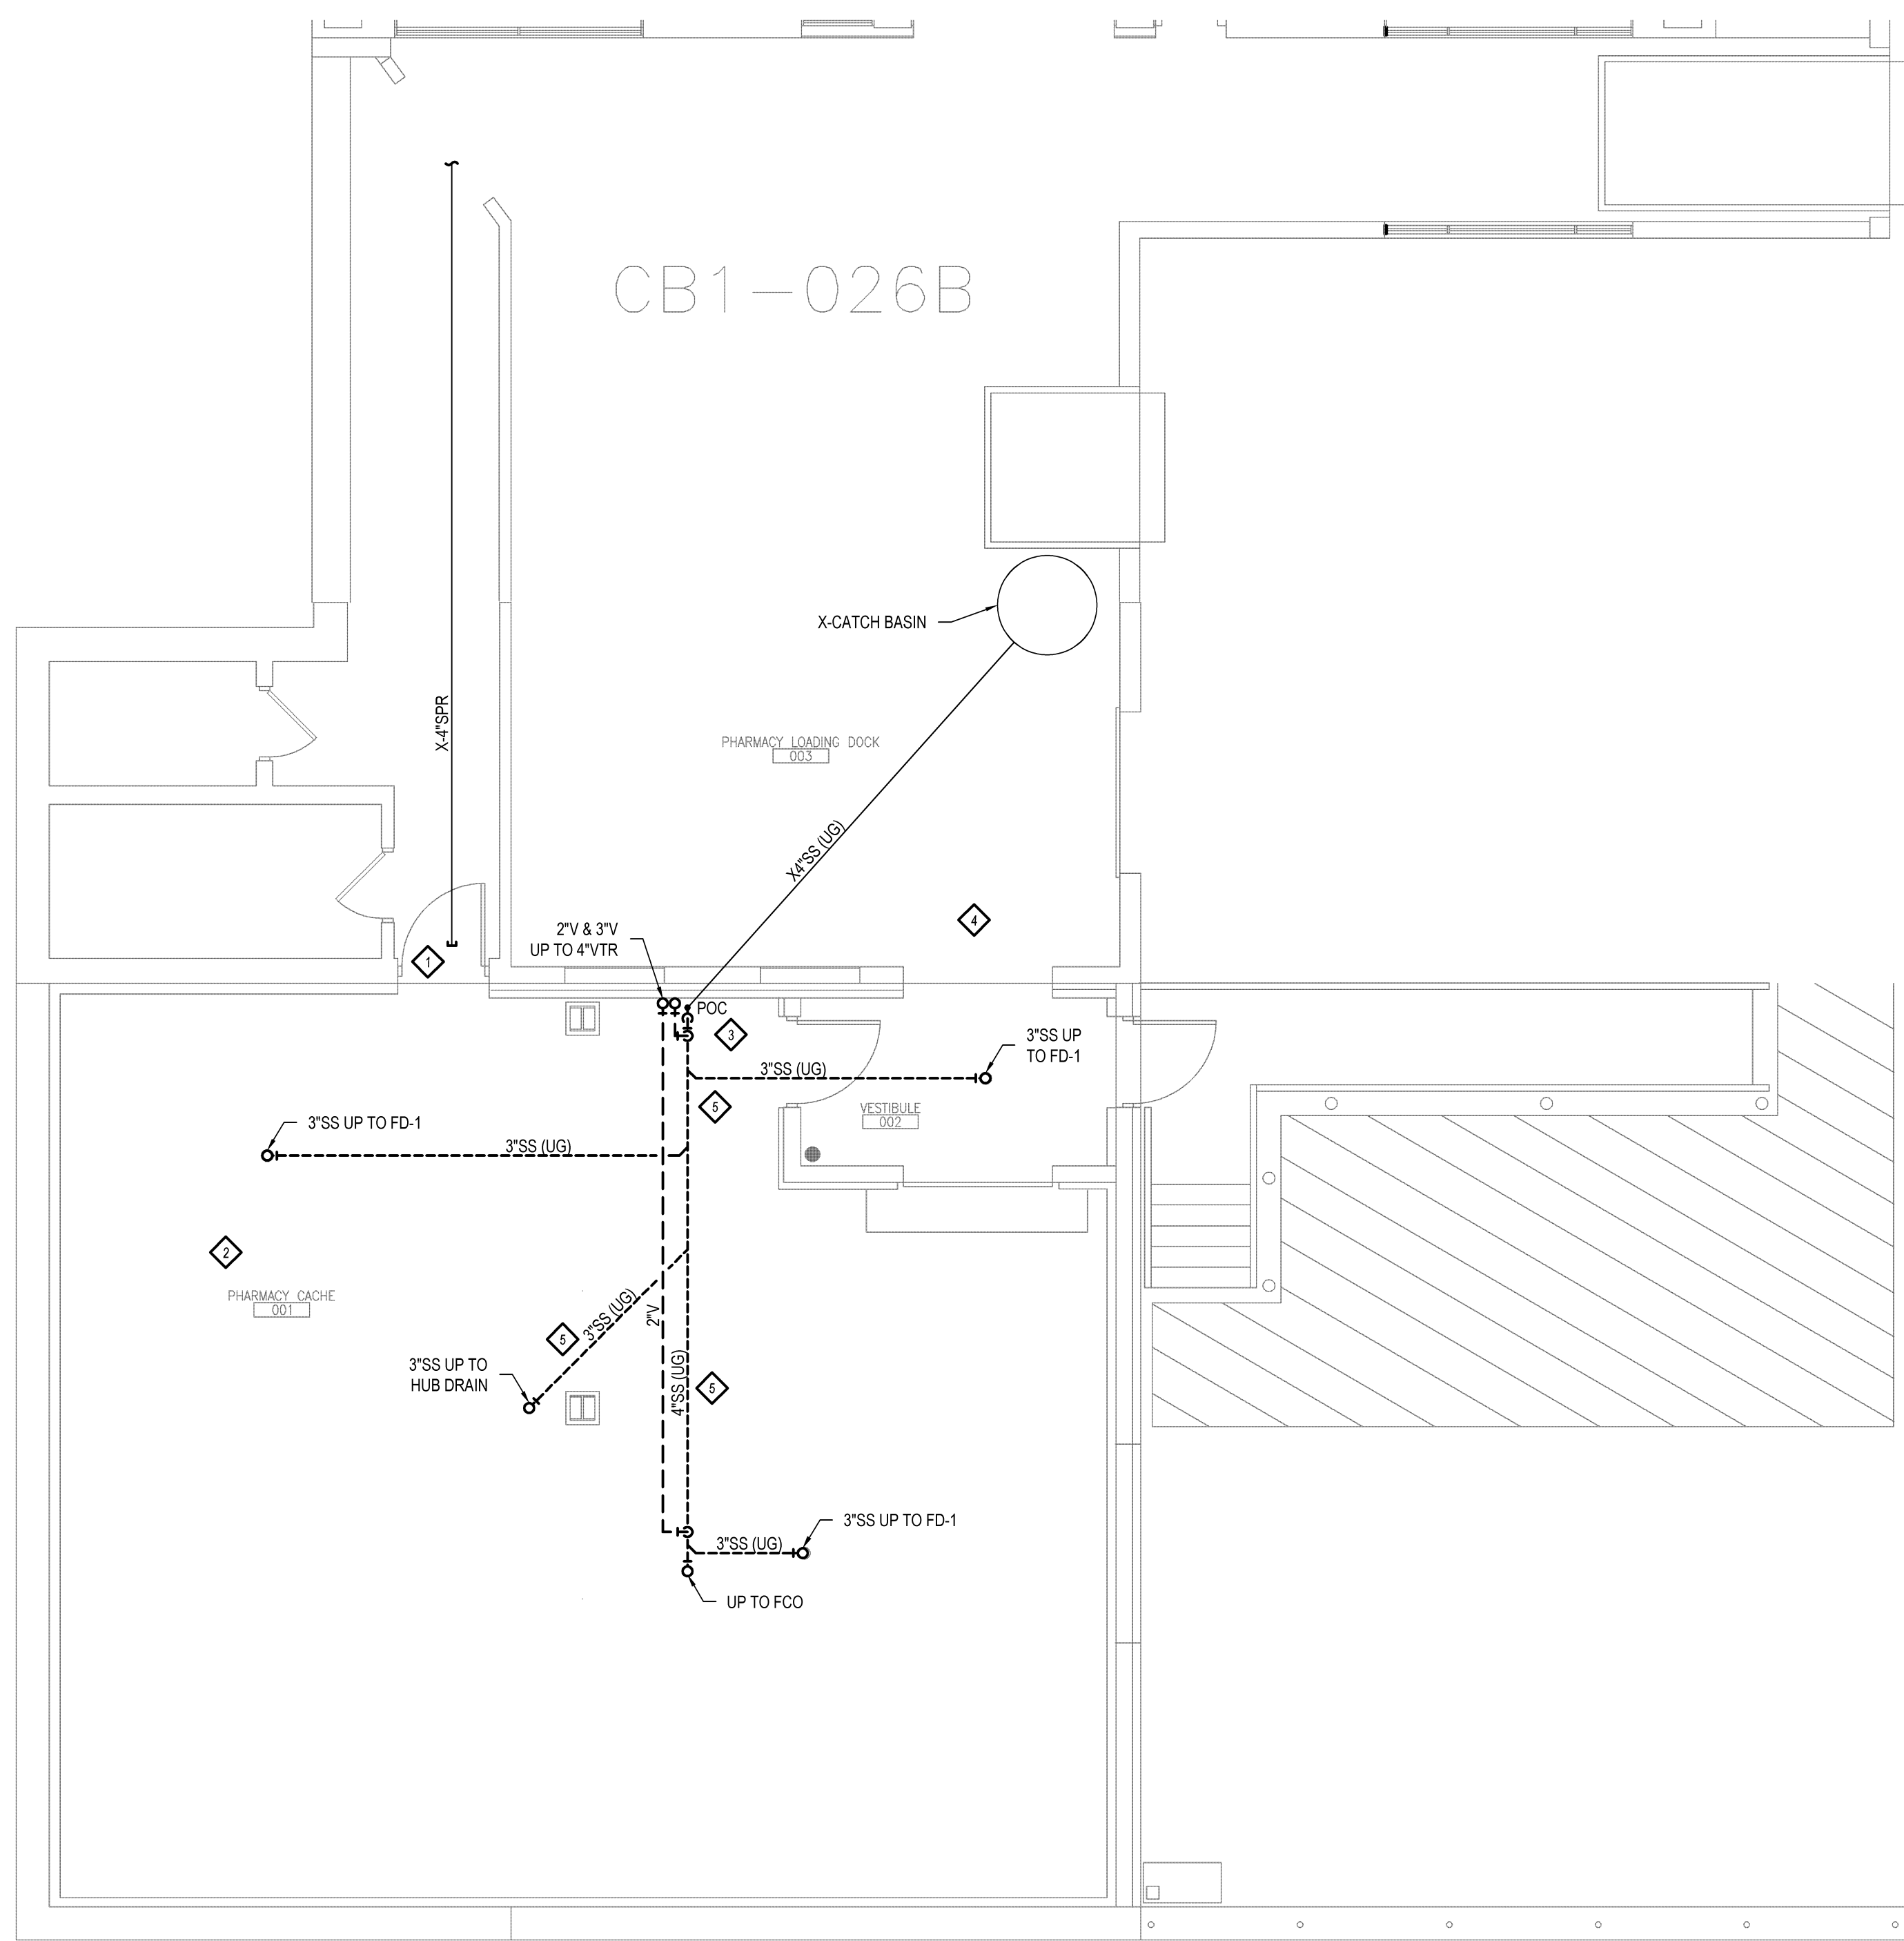 CB1-026B
X-CATCH BASIN
X-4"SPR
PHARMACY LOADING DOCK
003
X4"SS (UG)
4
2"V & 3"V
UP TO 4"VTR
1
POC
3
3"SS UP
TO FD-1
3"SS (UG)
5
VESTIBULE
002
3"SS UP TO FD-1
3"SS (UG)
2
PHARMACY CACHE
001
3"SS (UG)
2"V
5
3"SS UP TO
HUB DRAIN
4"SS (UG)
5
3"SS UP TO FD-1
3"SS (UG)
UP TO FCO